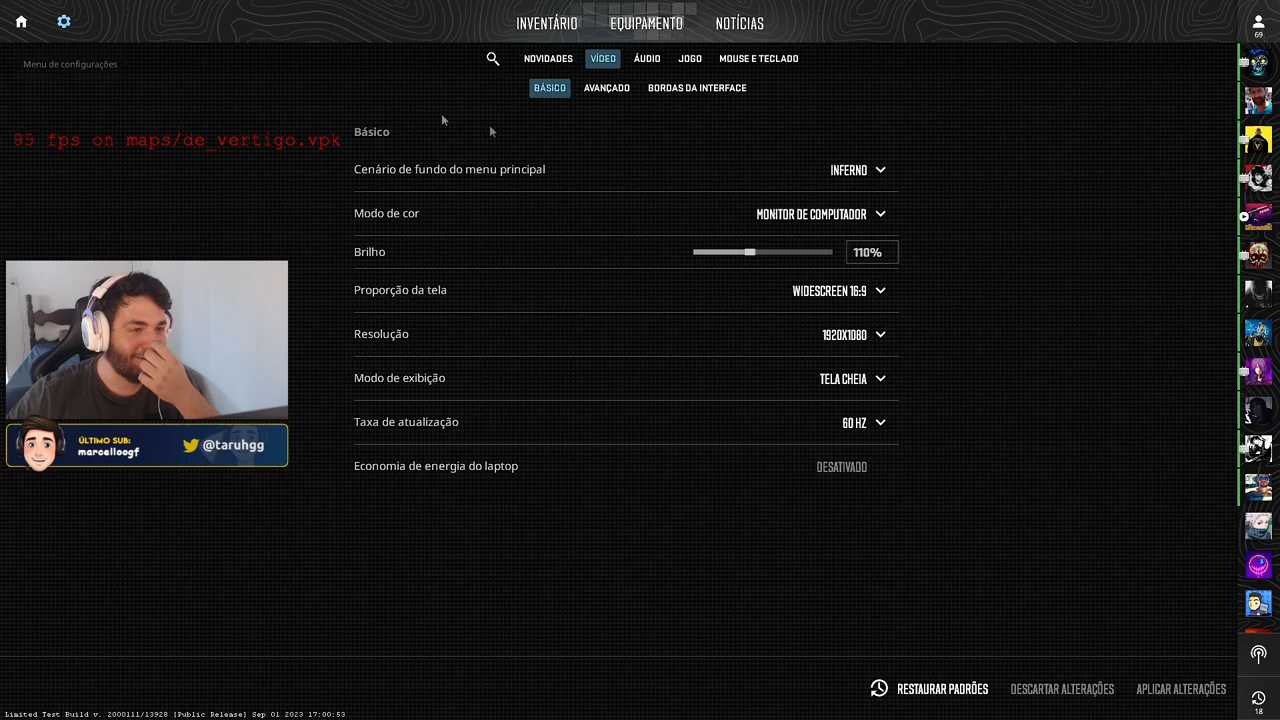 INVENTÁRIO EQUIPAMENTO NOTÍCIAS
69
Menu de configurações
NOVIDADES VÍDEO ÁUDIO JOGO MOUSE E TECLADO
BÁSICO AVANÇADO BORDAS DA INTERFACE
Básico
99 fps on maps/de_vertigo.vpk
Cenário de fundo do menu principal INFERNO
Modo de cor MONITOR DE COMPUTADOR
Brilho 110%
Proporção da tela WIDESCREEN 16:9
Resolução 1920X1080
Modo de exibição TELA CHEIA
Taxa de atualização 60 HZ
Economia de energia do laptop DESATIVADO
ÚLTIMO SUB:
marcelloogf
@taruhgg
RESTAURAR PADRÕES DESCARTAR ALTERAÇÕES APLICAR ALTERAÇÕES
18
Limited Test Build v. 2000111/13928 [Public Release] Sep 01 2023 17:00:53